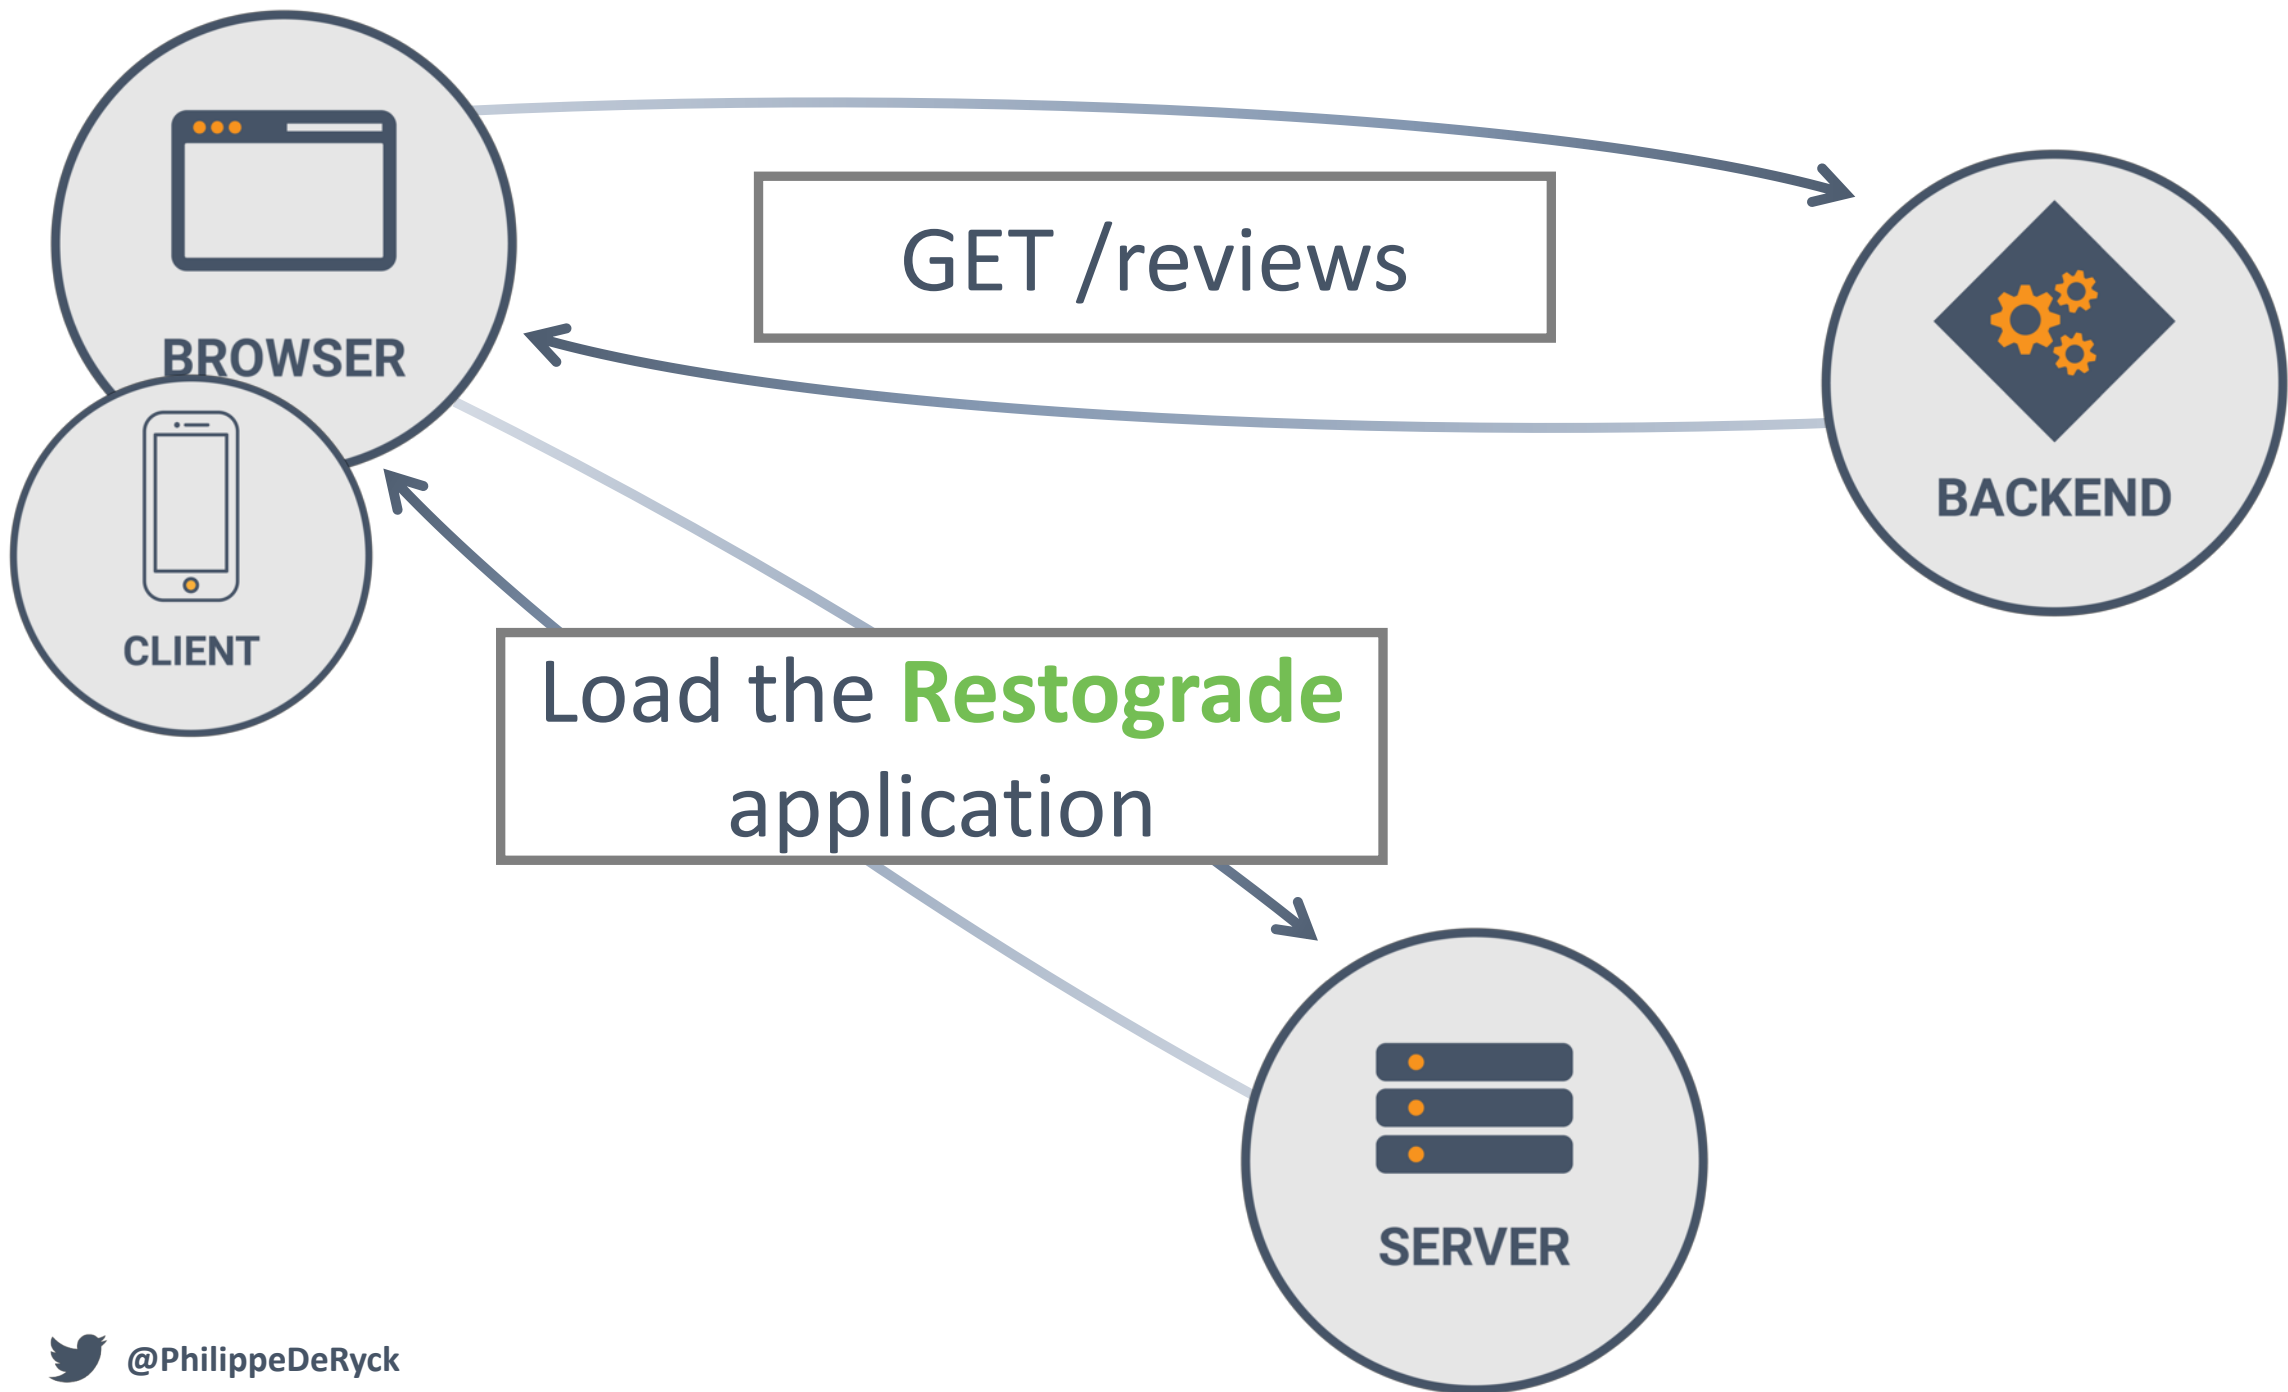 GET /reviews
BROWSER
BACKEND
CLIENT
Load the Restograde
application
SERVER
@PhilippeDeRyck